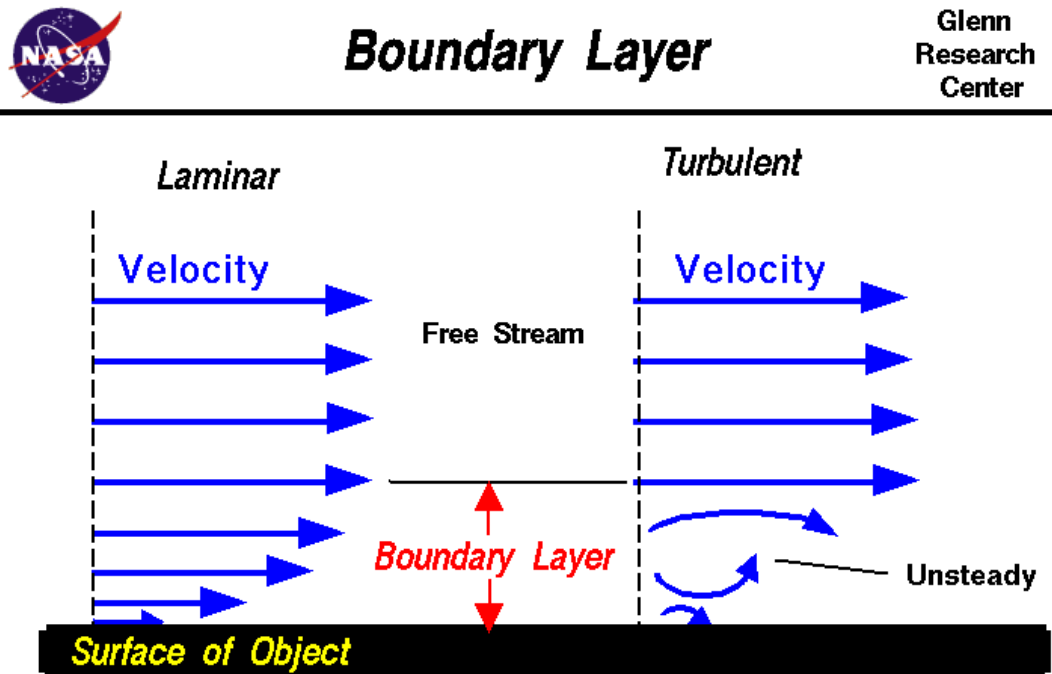 NASA
Boundary Layer
Glenn
Research
Center
Laminar
Turbulent
Velocity
Velocity
Free Stream
Boundary Layer
Unsteady
Surface of Object